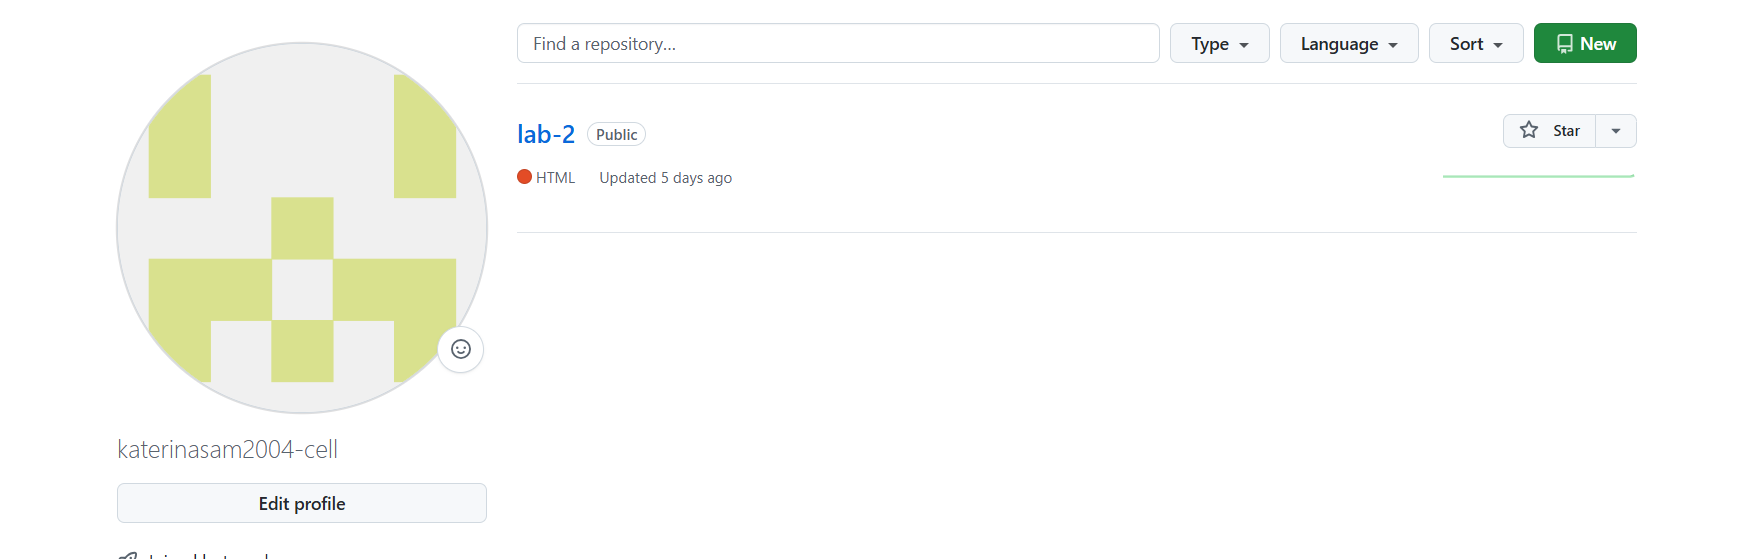 Find a repository...
Type
Language
Sort
New
lab-2
Public
Star
HTML
Updated 5 days ago
katerinasam2004-cell
Edit profile